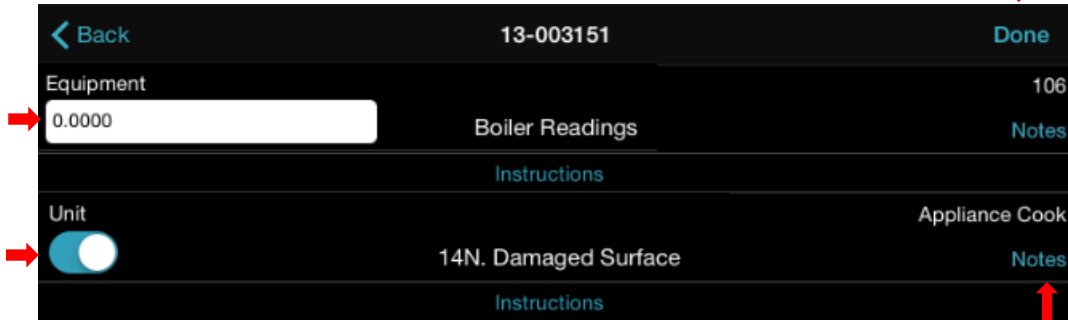 Back 13-003151 Done
Equipment 106
0.0000 Boiler Readings Notes
Instructions
Unit Appliance Cook
14N. Damaged Surface Notes
Instructions